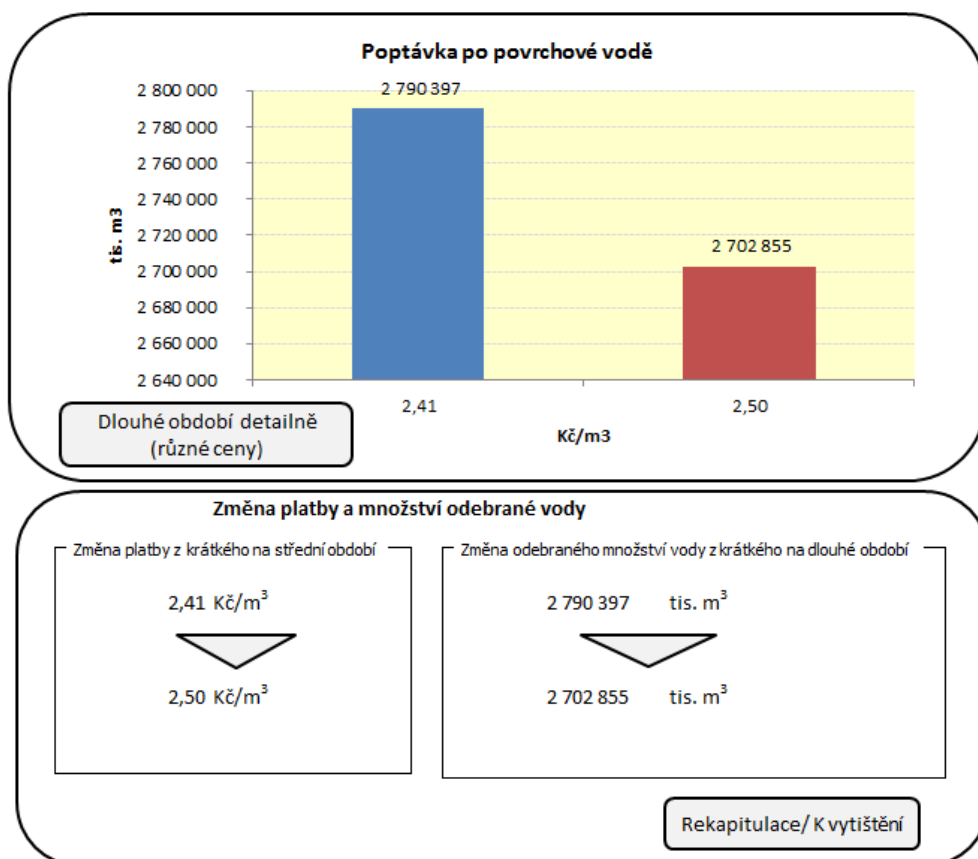 Poptávka po povrchové vodě
2 800 000
2 780 000
2 760 000
2 740 000
2 720 000
2 700 000
2 680 000
2 660 000
2 640 000
tis. m3
2 790 397
2 702 855
2,41
2,50
Kč/m3
Dlouhé období detailně
(různé ceny)
Změna platby a množství odebrané vody
Změna platby z krátkého na střední období
2,41 Kč/m³
2,50 Kč/m³
Změna odebraného množství vody z krátkého na dlouhé období
2 790 397 tis. m³
2 702 855 tis. m³
Rekapitulace/ K vytištění